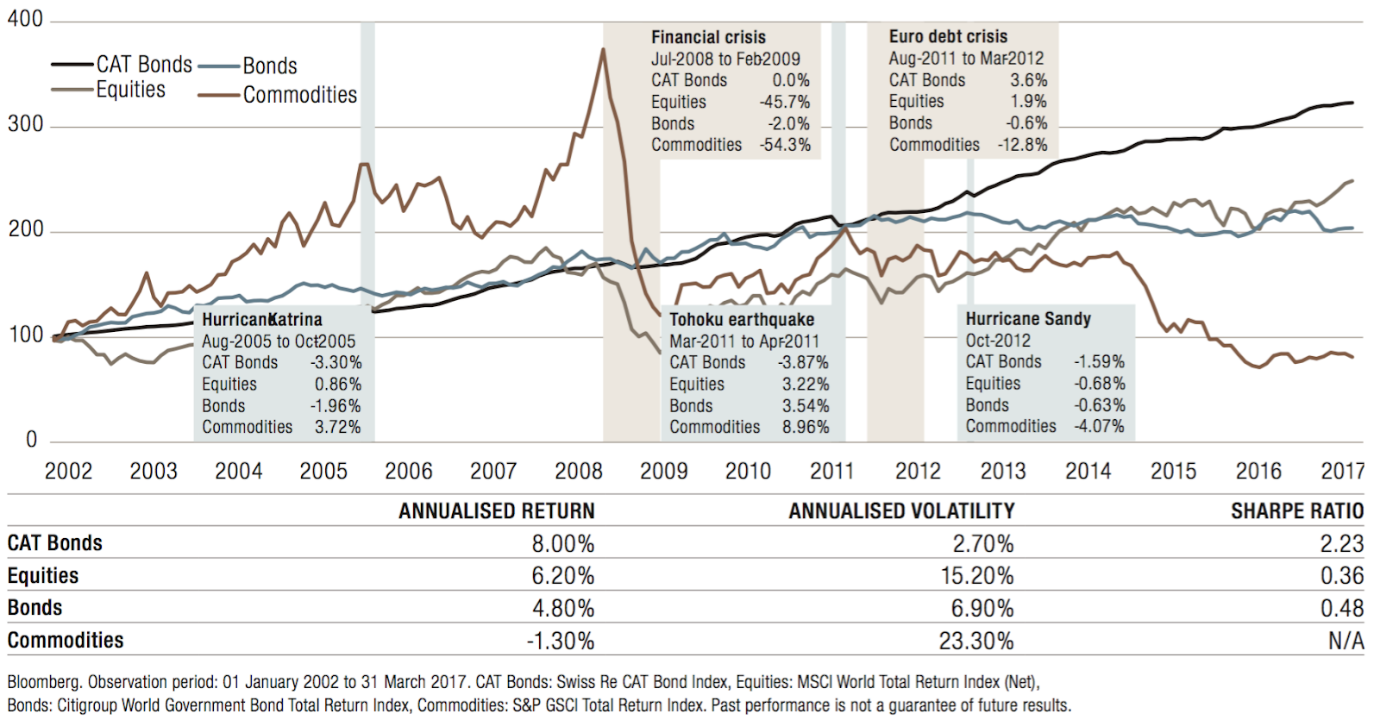 400
300
200
100
0
CAT Bonds
Bonds
Equities
Commodities
Financial crisis
Jul-2008 to Feb2009
CAT Bonds 0.0%
Equities -45.7%
Bonds -2.0%
Commodities -54.3%
Euro debt crisis
Aug-2011 to Mar-2012
CAT Bonds 3.6%
Equities 1.9%
Bonds -0.6%
Commodities -12.8%
Hurricane Katrina
Aug-2005 to Oct2005
CAT Bonds -3.30%
Equities 0.86%
Bonds -1.96%
Commodities 3.72%
Tohoku earthquake
Mar-2011 to Apr2011
CAT Bonds -3.87%
Equities 3.22%
Bonds 3.54%
Commodities 8.96%
Hurricane Sandy
Oct-2012
CAT Bonds -1.59%
Equities -0.68%
Bonds -0.63%
Commodities -4.07%
2002 2003 2004 2005 2006 2007 2008 2009 2010 2011 2012 2013 2014 2015 2016 2017
ANNUALISED RETURN ANNUALISED VOLATILITY SHARPE RATIO
CAT Bonds 8.00% 2.70% 2.23
Equities 6.20% 15.20% 0.36
Bonds 4.80% 6.90% 0.48
Commodities -1.30% 23.30% N/A
Bloomberg. Observation period: 01 January 2002 to 31 March 2017. CAT Bonds: Swiss Re CAT Bond Index, Equities: MSCI World Total Return Index (Net),
Bonds: Citigroup World Government Bond Total Return Index, Commodities: S&P GSCI Total Return Index. Past performance is not a guarantee of future results.